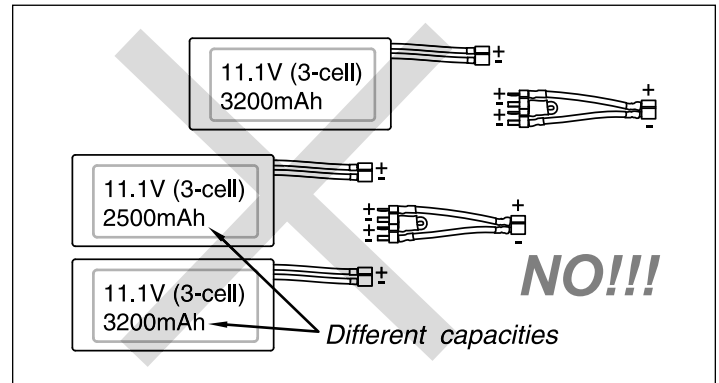 11.1V (3-cell)
3200mAh
+
-
+
-
+
-
+
-
11.1V (3-cell)
2500mAh
+
-
+
-
+
-
+
-
11.1V (3-cell)
3200mAh
+
-
NO!!!
Different capacities